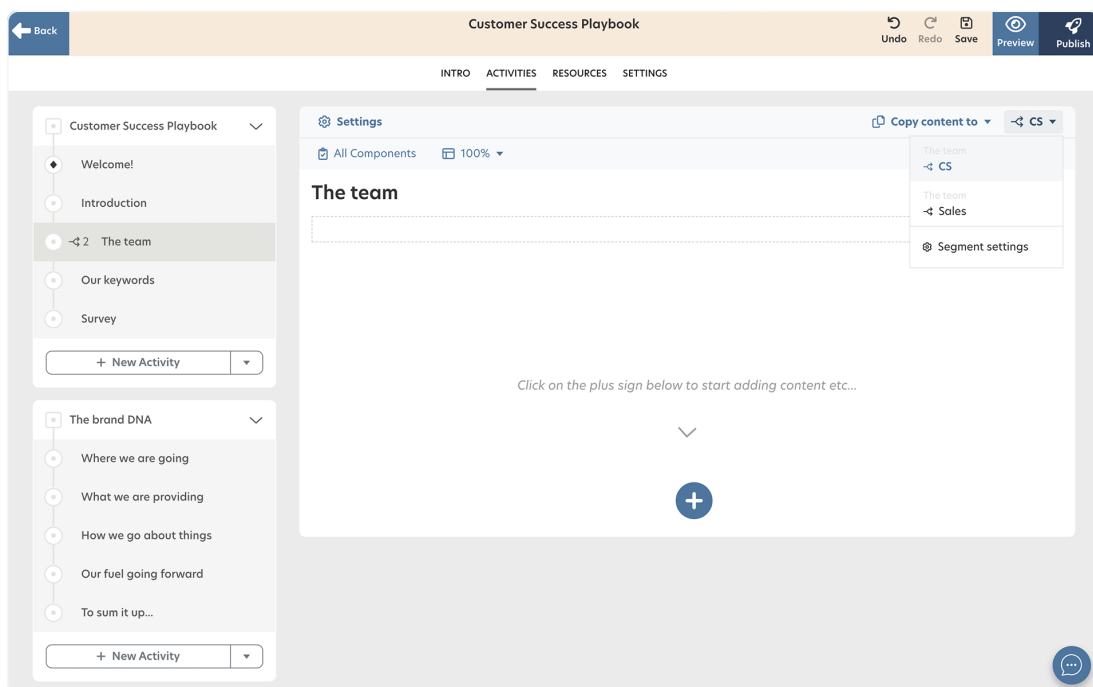 Back
Customer Success Playbook
Undo
Redo
Save
Preview
Publish
INTRO
ACTIVITIES
RESOURCES
SETTINGS
Customer Success Playbook
Welcome!
Introduction
2 The team
Our keywords
Survey
+ New Activity
The brand DNA
Where we are going
What we are providing
How we go about things
Our fuel going forward
To sum it up...
+ New Activity
Settings
Copy content to
CS
All Components
100%
The team
CS
The team
Sales
Segment settings
The team
Click on the plus sign below to start adding content etc...